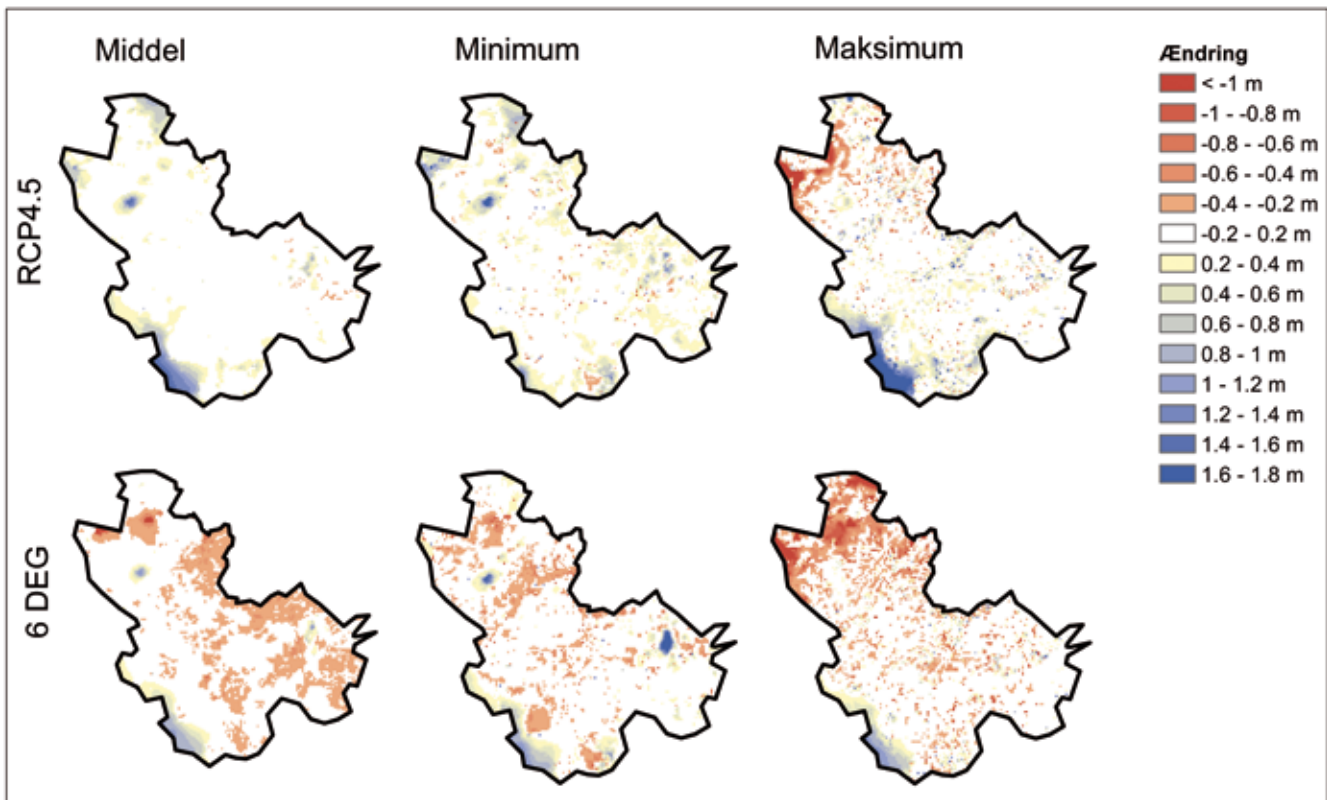 Middel
Minimum
Maksimum
RCP4.5
6 DEG
Ændring
< -1 m
-1 - -0.8 m
-0.8 - -0.6 m
-0.6 - -0.4 m
-0.4 - -0.2 m
-0.2 - 0.2 m
0.2 - 0.4 m
0.4 - 0.6 m
0.6 - 0.8 m
0.8 - 1 m
1 - 1.2 m
1.2 - 1.4 m
1.4 - 1.6 m
1.6 - 1.8 m